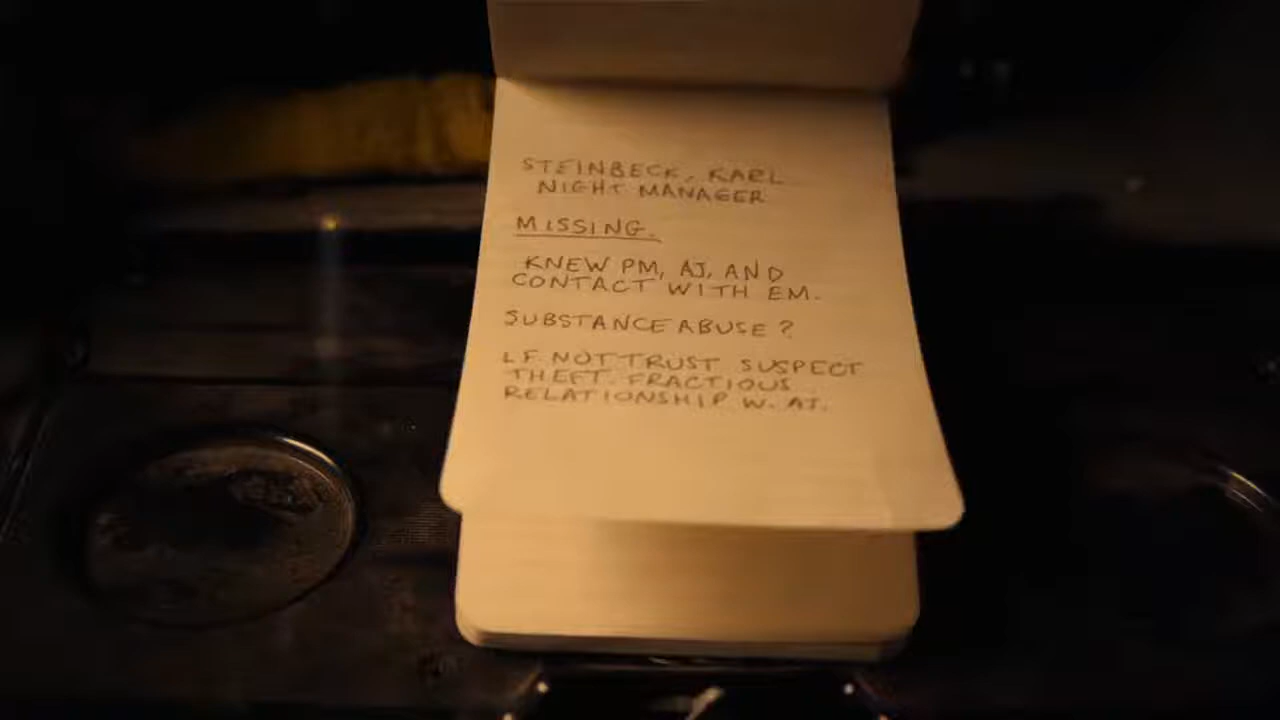 STEINBECK, KARL
NIGHT MANAGER
MISSING.
KNEW PM, AJ, AND
CONTACT WITH EM.
SUBSTANCE ABUSE?
LF NOT TRUST SUSPECT
THEFT. FRACTIOUS
RELATIONSHIP W. AJ.